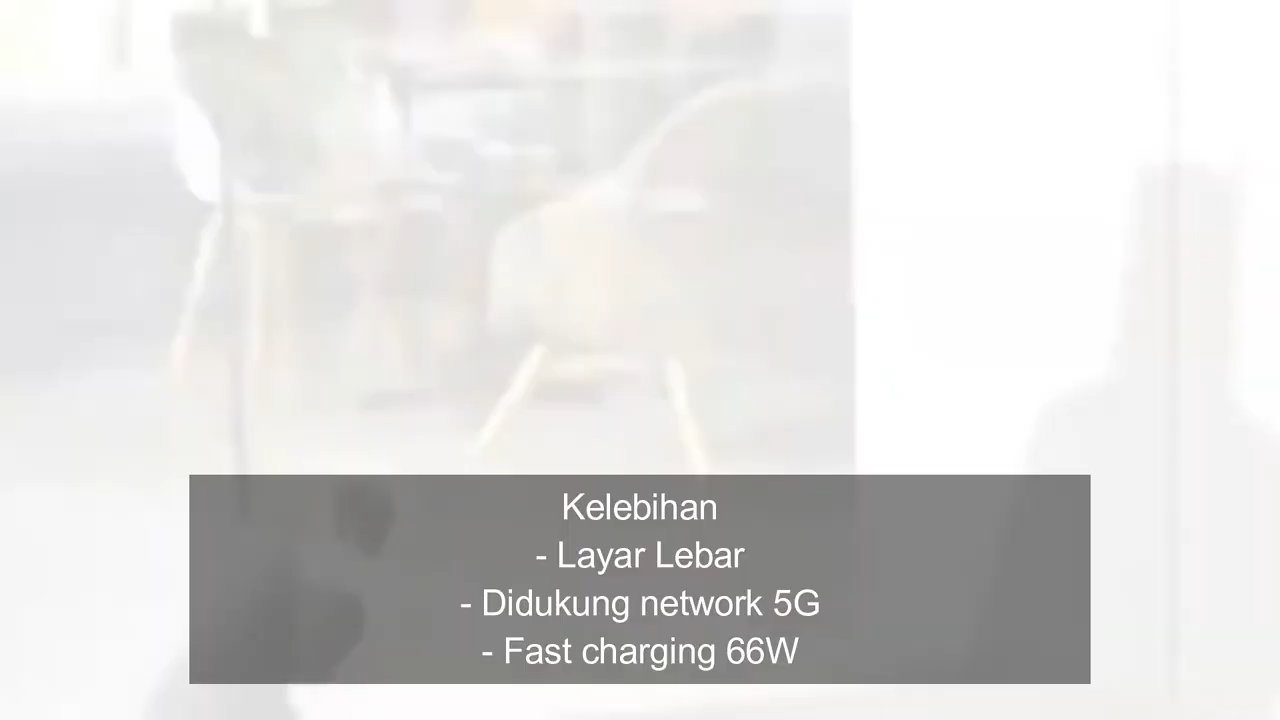 Kelebihan
- Layar Lebar
- Didukung network 5G
- Fast charging 66W